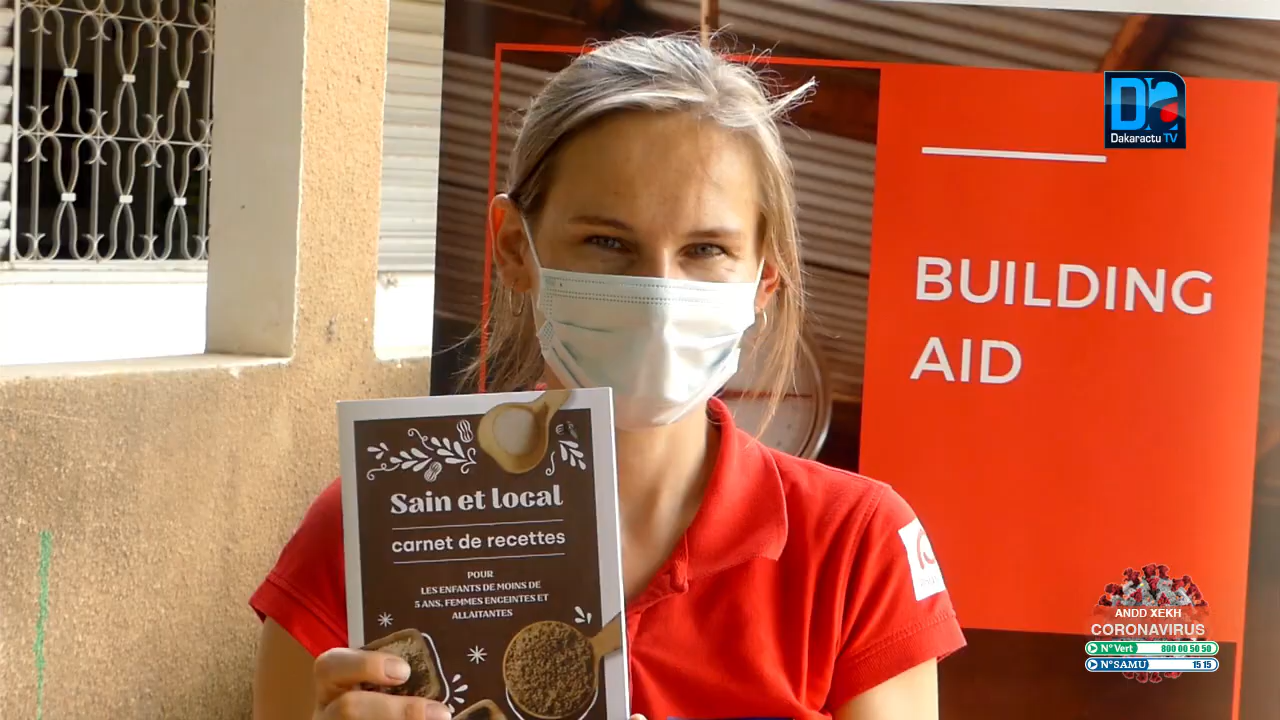 Dakaractu TV
BUILDING
AID
Sain et local
carnet de recettes
POUR
LES ENFANTS DE MOINS DE
5 ANS, FEMMES ENCEINTES ET
ALLAITANTES
ANDD XEKH
CORONAVIRUS
N° Vert 800 00 50 50
N° SAMU 15 15